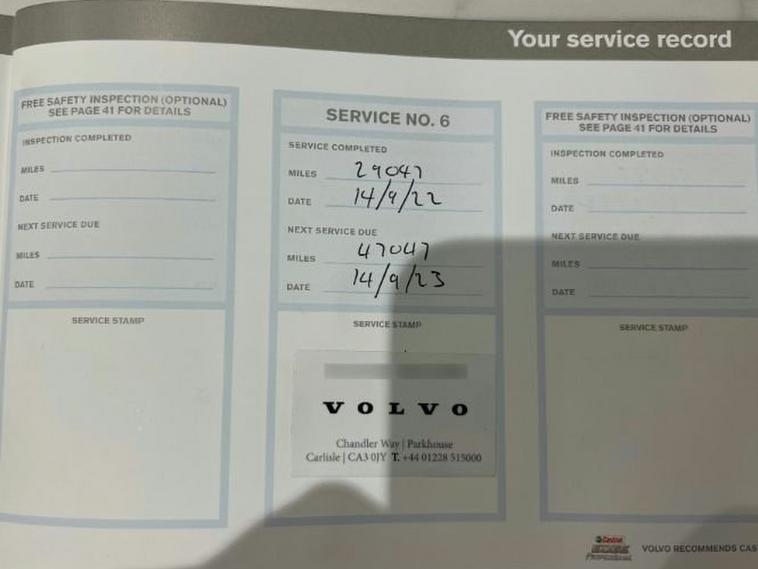 Your service record
FREE SAFETY INSPECTION (OPTIONAL)
SEE PAGE 41 FOR DETAILS
INSPECTION COMPLETED
MILES
DATE
NEXT SERVICE DUE
MILES
DATE
SERVICE STAMP
SERVICE NO. 6
SERVICE COMPLETED
MILES 29047
DATE 14/9/22
NEXT SERVICE DUE
MILES 47047
DATE 14/9/23
SERVICE STAMP
VOLVO
Chandler Way | Parkhouse
Carlisle | CA3 0JY T. +44 01228 515000
FREE SAFETY INSPECTION (OPTIONAL)
SEE PAGE 41 FOR DETAILS
INSPECTION COMPLETED
MILES
DATE
NEXT SERVICE DUE
MILES
DATE
SERVICE STAMP
Castrol
EDGE
PROFESSIONAL
VOLVO RECOMMENDS CAS